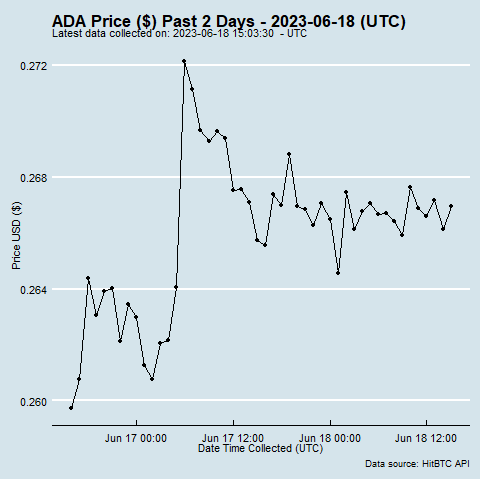 ADA Price ($) Past 2 Days - 2023-06-18 (UTC)
Latest data collected on: 2023-06-18 15:03:30 - UTC
0.272
0.268
0.264
0.260
Price USD ($)
Jun 17 00:00 Jun 17 12:00 Jun 18 00:00 Jun 18 12:00
Date Time Collected (UTC)
Data source: HitBTC API